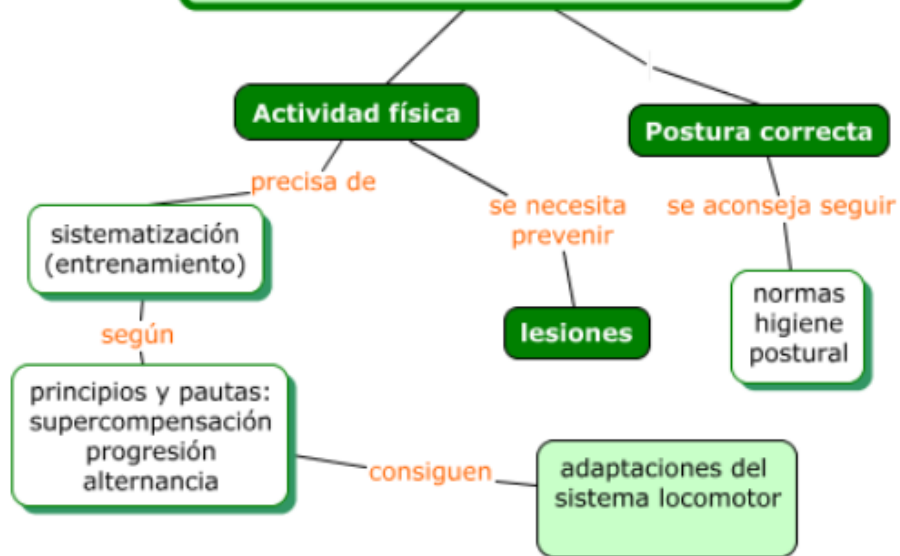 Actividad física
Postura correcta
precisa de
se necesita
prevenir
se aconseja seguir
sistematización
(entrenamiento)
normas
higiene
postural
según
lesiones
principios y pautas:
supercompensación
progresión
alternancia
consiguen
adaptaciones del
sistema locomotor